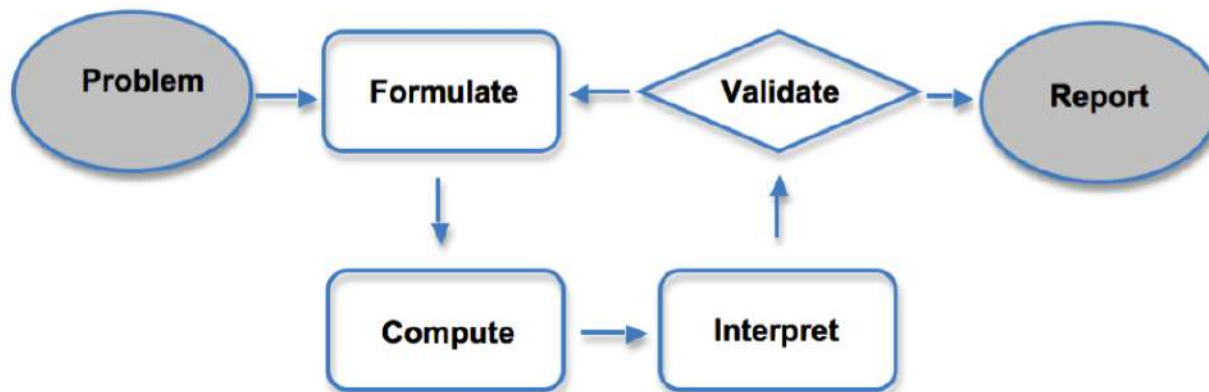 Problem
Formulate
Validate
Report
Compute
Interpret